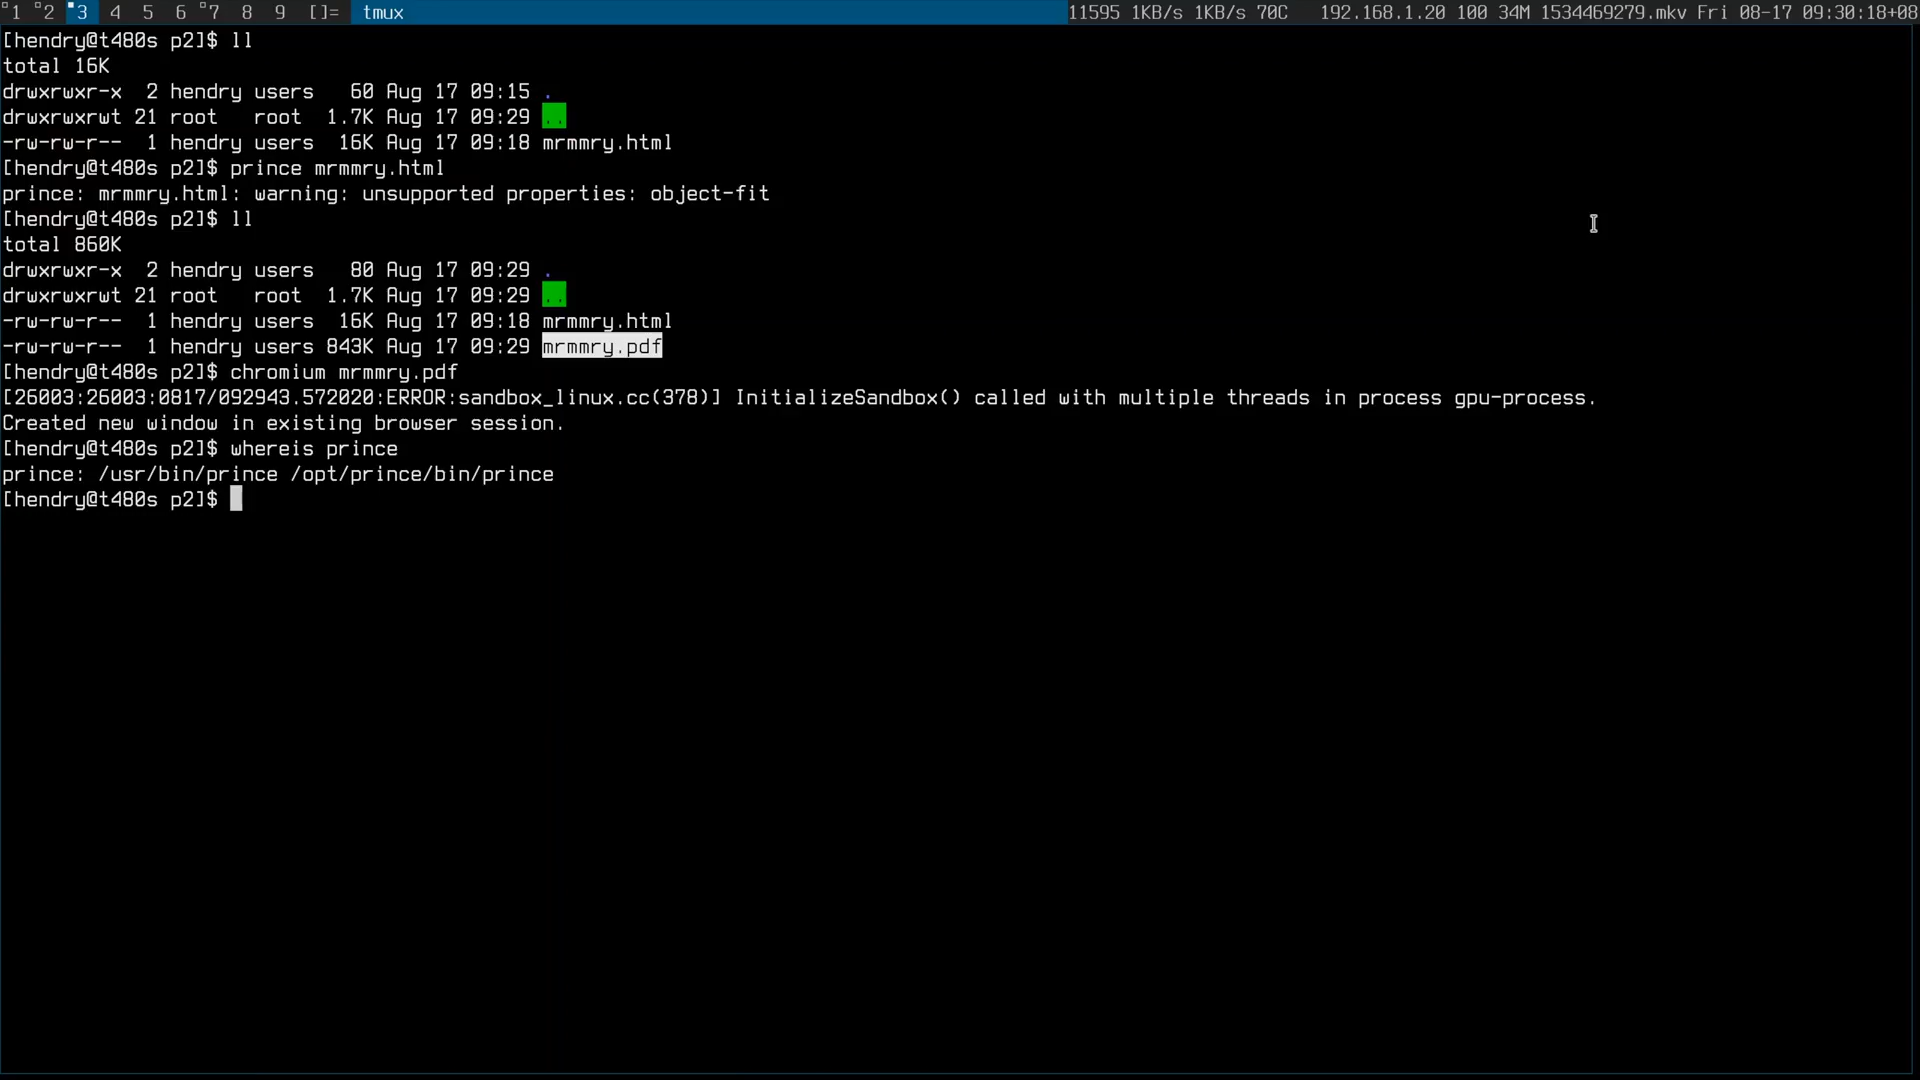 1 2 3 4 5 6 7 8 9 []= tmux 11595 1KB/s 1KB/s 70C 192.168.1.20 100 34M 1534469279.mkv Fri 08-17 09:30:18+08
[hendry@t480s p2]$ ll
total 16K
drwxrwxr-x 2 hendry users 60 Aug 17 09:15 .
drwxrwxrwt 21 root root 1.7K Aug 17 09:29 ..
-rw-rw-r-- 1 hendry users 16K Aug 17 09:18 mrmmry.html
[hendry@t480s p2]$ prince mrmmry.html
prince: mrmmry.html: warning: unsupported properties: object-fit
[hendry@t480s p2]$ ll
total 860K
drwxrwxr-x 2 hendry users 80 Aug 17 09:29 .
drwxrwxrwt 21 root root 1.7K Aug 17 09:29 ..
-rw-rw-r-- 1 hendry users 16K Aug 17 09:18 mrmmry.html
-rw-rw-r-- 1 hendry users 843K Aug 17 09:29 mrmmry.pdf
[hendry@t480s p2]$ chromium mrmmry.pdf
[26003:26003:0817/092943.572020:ERROR:sandbox_linux.cc(378)] InitializeSandbox() called with multiple threads in process gpu-process.
Created new window in existing browser session.
[hendry@t480s p2]$ whereis prince
prince: /usr/bin/prince /opt/prince/bin/prince
[hendry@t480s p2]$